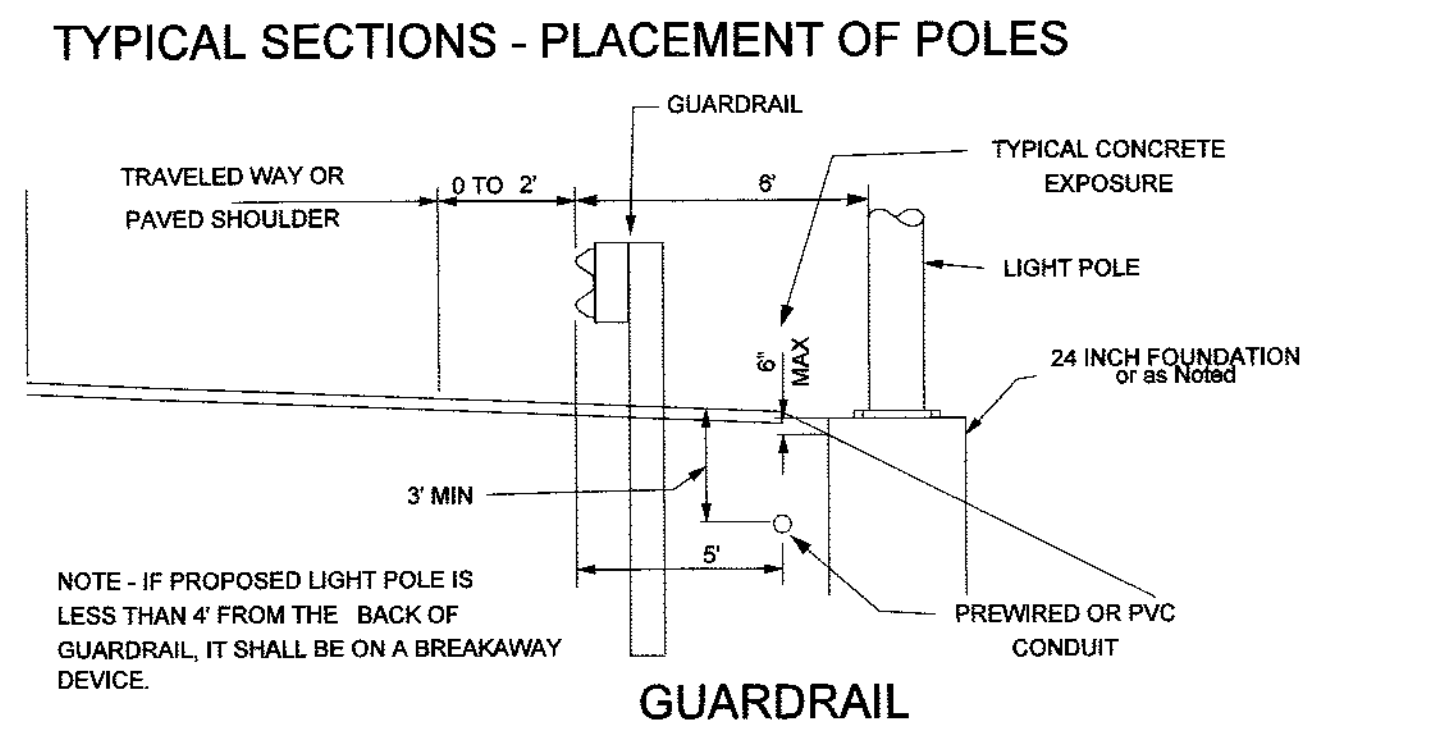 TYPICAL SECTIONS - PLACEMENT OF POLES
GUARDRAIL
TRAVELED WAY OR
PAVED SHOULDER
0 TO 2'
6'
TYPICAL CONCRETE
EXPOSURE
LIGHT POLE
6"
MAX
24 INCH FOUNDATION
or as Noted
3' MIN
5'
NOTE - IF PROPOSED LIGHT POLE IS
LESS THAN 4' FROM THE BACK OF
GUARDRAIL, IT SHALL BE ON A BREAKAWAY
DEVICE.
PREWIRED OR PVC
CONDUIT
GUARDRAIL